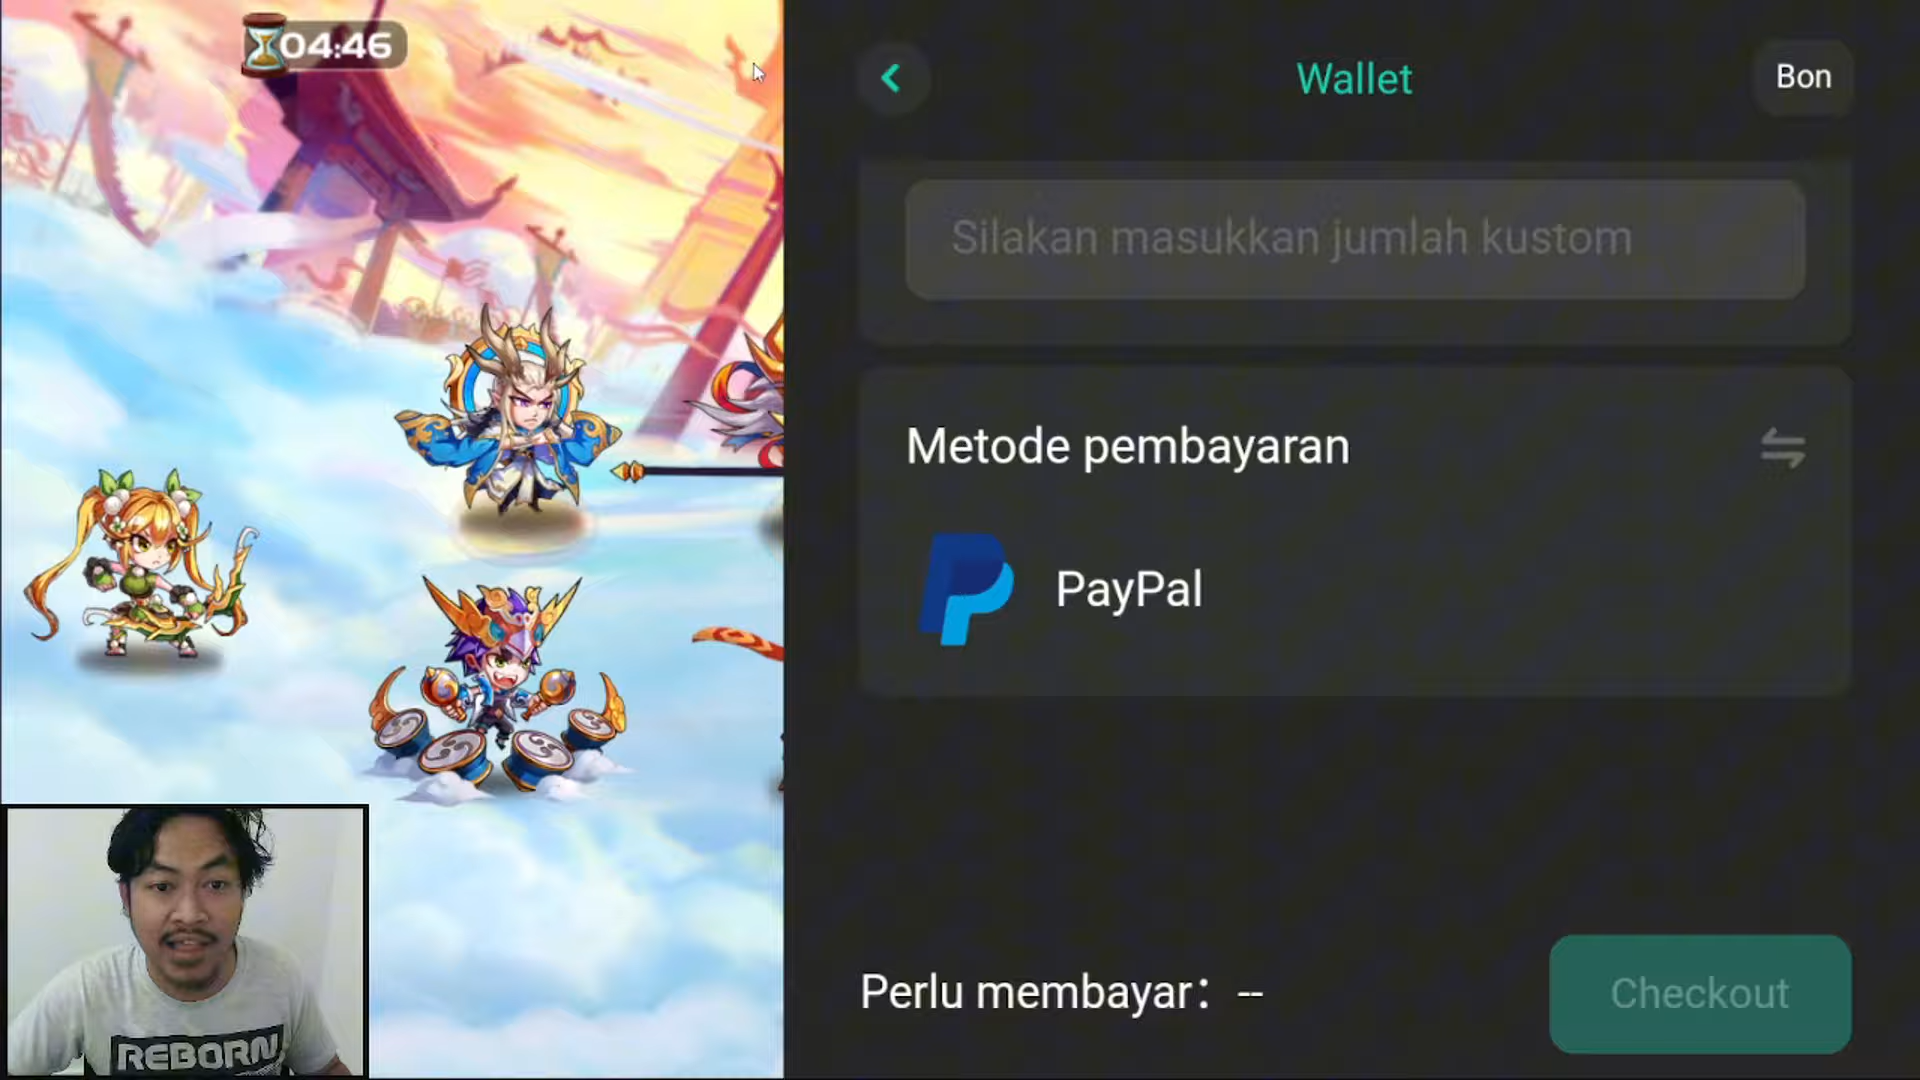 04:46
Wallet
Bon
Silakan masukkan jumlah kustom
Metode pembayaran
PayPal
Perlu membayar: --
Checkout
REBORN